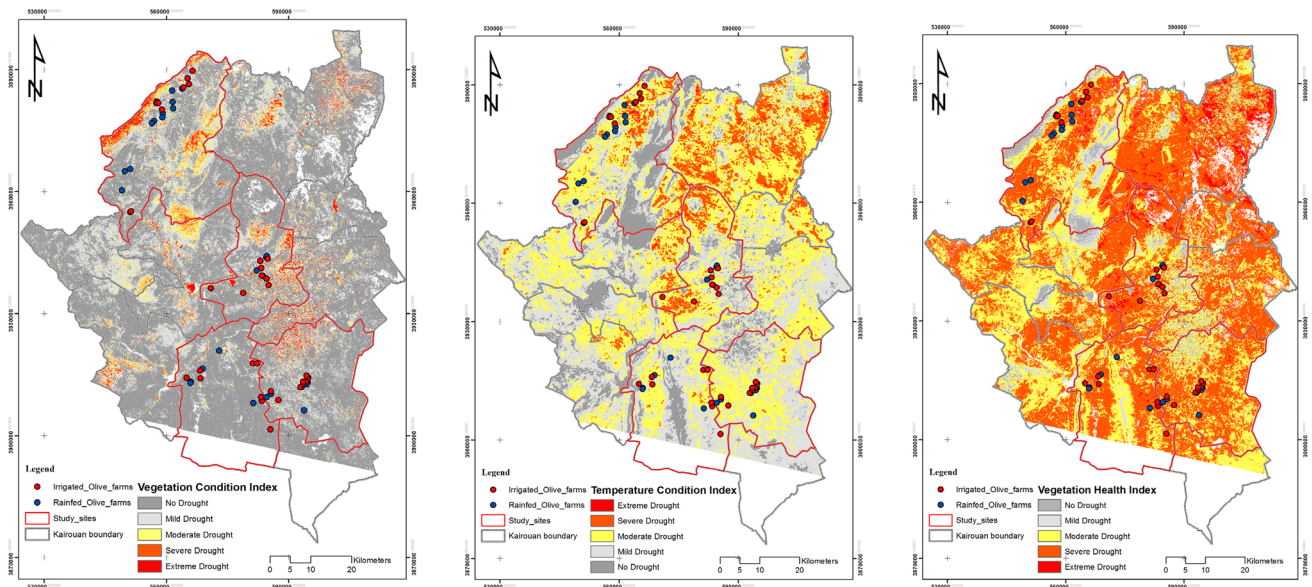 530000 560000 590000
3990000
3960000
3930000
3900000
3870000
N
Legend
Irrigated_Olive_farms
Rainfed_Olive_farms
Study_sites
Kairouan boundary
Vegetation Condition Index
No Drought
Mild Drought
Moderate Drought
Severe Drought
Extreme Drought
Kilometers
0 5 10 20
530000 560000 590000
3990000
3960000
3930000
3900000
3870000
N
Legend
Irrigated_Olive_farms
Rainfed_Olive_farms
Study_sites
Kairouan boundary
Temperature Condition Index
Extreme Drought
Severe Drought
Moderate Drought
Mild Drought
No Drought
Kilometers
0 5 10 20
530000 560000 590000
3990000
3960000
3930000
3900000
3870000
N
Legend
Irrigated_Olive_farms
Rainfed_Olive_farms
Study_sites
Kairouan boundary
Vegetation Health Index
No Drought
Mild Drought
Moderate Drought
Severe Drought
Extreme Drought
Kilometers
0 5 10 20